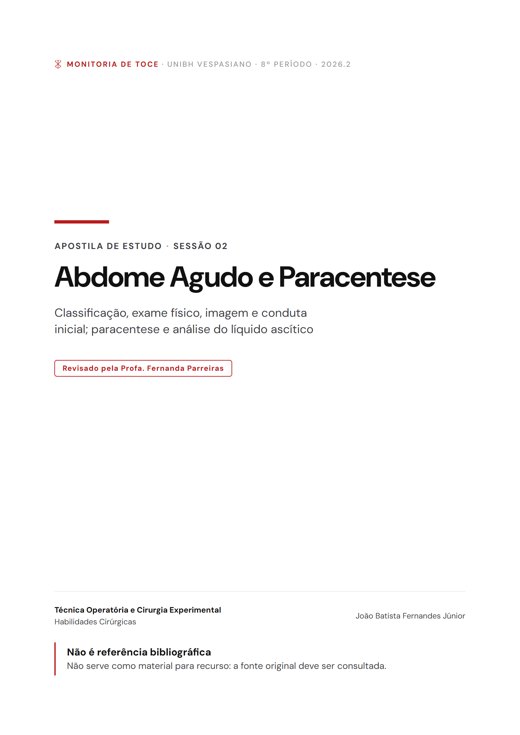 MONITORIA DE TOCE · UNIBH VESPASIANO · 8º PERÍODO · 2026.2
APOSTILA DE ESTUDO · SESSÃO 02
Abdome Agudo e Paracentese
Classificação, exame físico, imagem e conduta
inicial; paracentese e análise do líquido ascítico
Revisado pela Profa. Fernanda Parreiras
Técnica Operatória e Cirurgia Experimental
Habilidades Cirúrgicas
João Batista Fernandes Júnior
Não é referência bibliográfica
Não serve como material para recurso: a fonte original deve ser consultada.